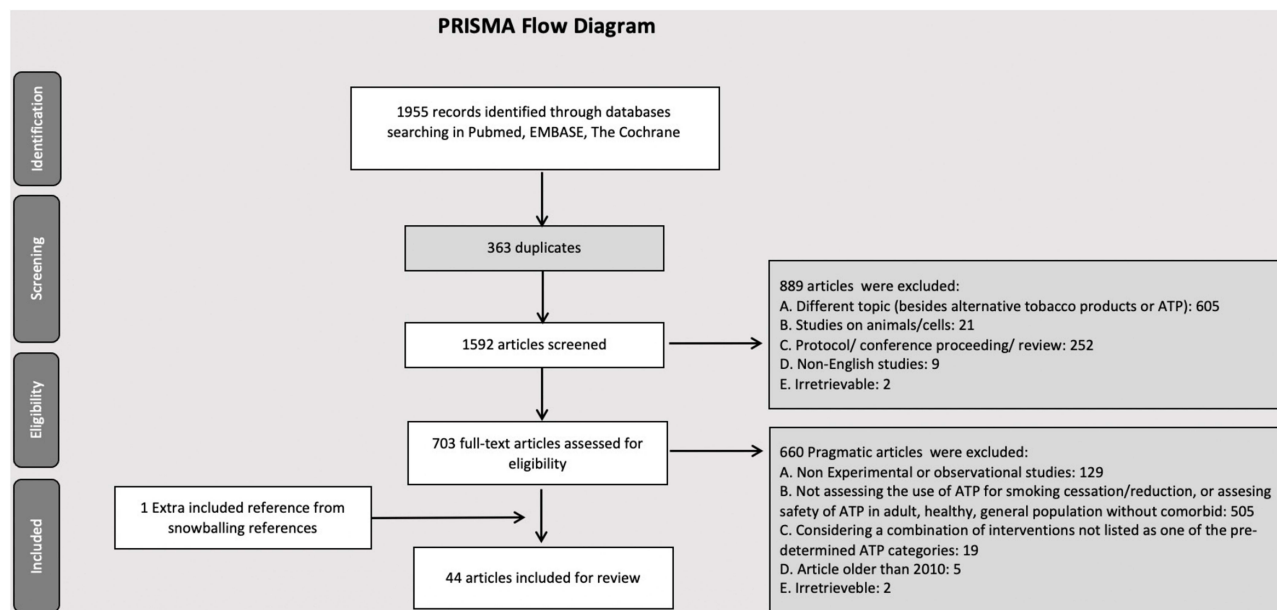 PRISMA Flow Diagram
Identification
1955 records identified through databases
searching in Pubmed, EMBASE, The Cochrane
Screening
363 duplicates
1592 articles screened
889 articles were excluded:
A. Different topic (besides alternative tobacco products or ATP): 605
B. Studies on animals/cells: 21
C. Protocol/ conference proceeding/ review: 252
D. Non-English studies: 9
E. Irretrievable: 2
Eligibility
703 full-text articles assessed for
eligibility
660 Pragmatic articles were excluded:
A. Non Experimental or observational studies: 129
B. Not assessing the use of ATP for smoking cessation/reduction, or assesing
safety of ATP in adult, healthy, general population without comorbid: 505
C. Considering a combination of interventions not listed as one of the pre-
determined ATP categories: 19
D. Article older than 2010: 5
E. Irretrieveble: 2
Included
1 Extra included reference from
snowballing references
44 articles included for review